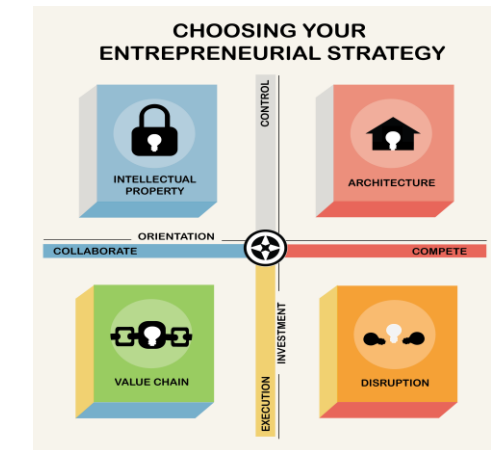 CHOOSING YOUR
ENTREPRENEURIAL STRATEGY
CONTROL
INTELLECTUAL
PROPERTY
ARCHITECTURE
ORIENTATION
COLLABORATE
COMPETE
INVESTMENT
VALUE CHAIN
DISRUPTION
EXECUTION